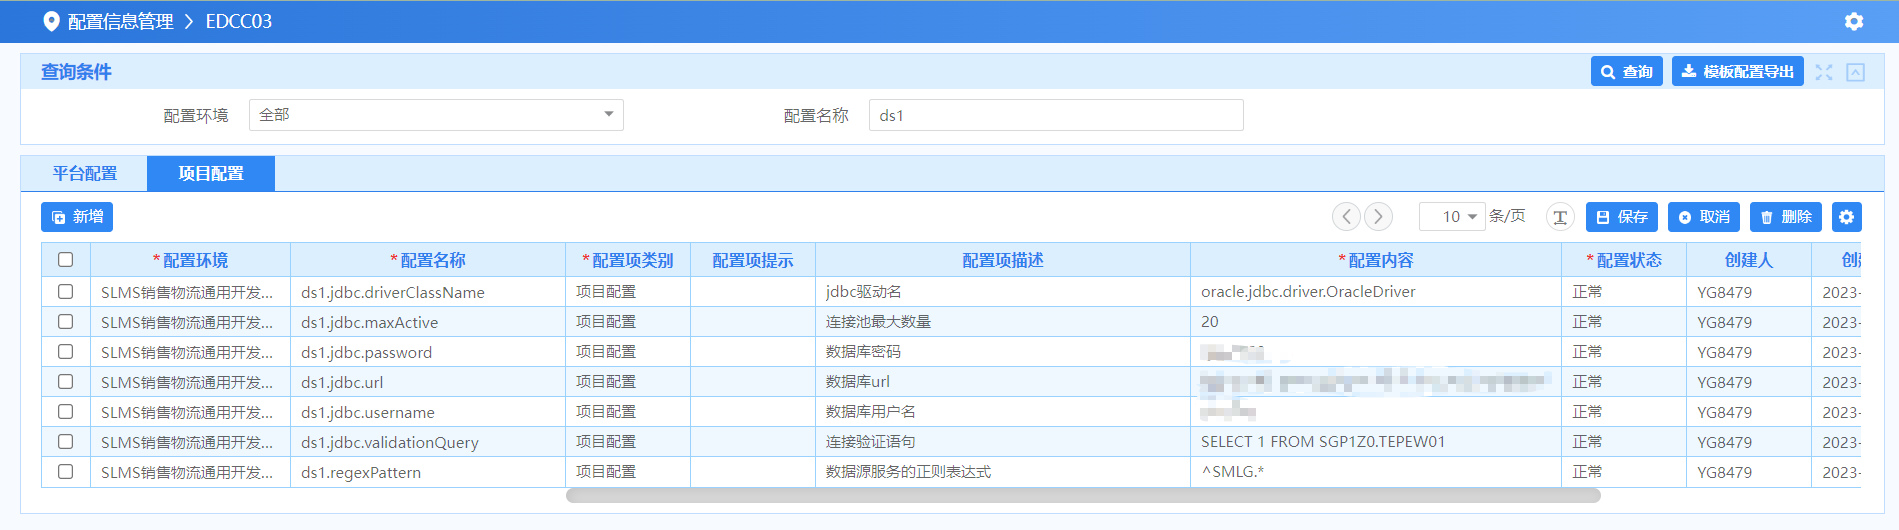 配置信息管理 > EDCC03
查询条件 查询 模板配置导出
配置环境 全部 配置名称 ds1
平台配置 项目配置
新增 10 条/页 T 保存 取消 删除
*配置环境 *配置名称 *配置项类别 配置项提示 配置项描述 *配置内容 *配置状态 创建人
SLMS销售物流通用开发... ds1.jdbc.driverClassName 项目配置 jdbc驱动名 oracle.jdbc.driver.OracleDriver 正常 YG8479 2023-
SLMS销售物流通用开发... ds1.jdbc.maxActive 项目配置 连接池最大数量 20 正常 YG8479 2023-
SLMS销售物流通用开发... ds1.jdbc.password 项目配置 数据库密码 正常 YG8479 2023-
SLMS销售物流通用开发... ds1.jdbc.url 项目配置 数据库url 正常 YG8479 2023-
SLMS销售物流通用开发... ds1.jdbc.username 项目配置 数据库用户名 正常 YG8479 2023-
SLMS销售物流通用开发... ds1.jdbc.validationQuery 项目配置 连接验证语句 SELECT 1 FROM SGP1Z0.TEPEW01 正常 YG8479 2023-
SLMS销售物流通用开发... ds1.regexPattern 项目配置 数据源服务的正则表达式 ^SMLG.* 正常 YG8479 2023-